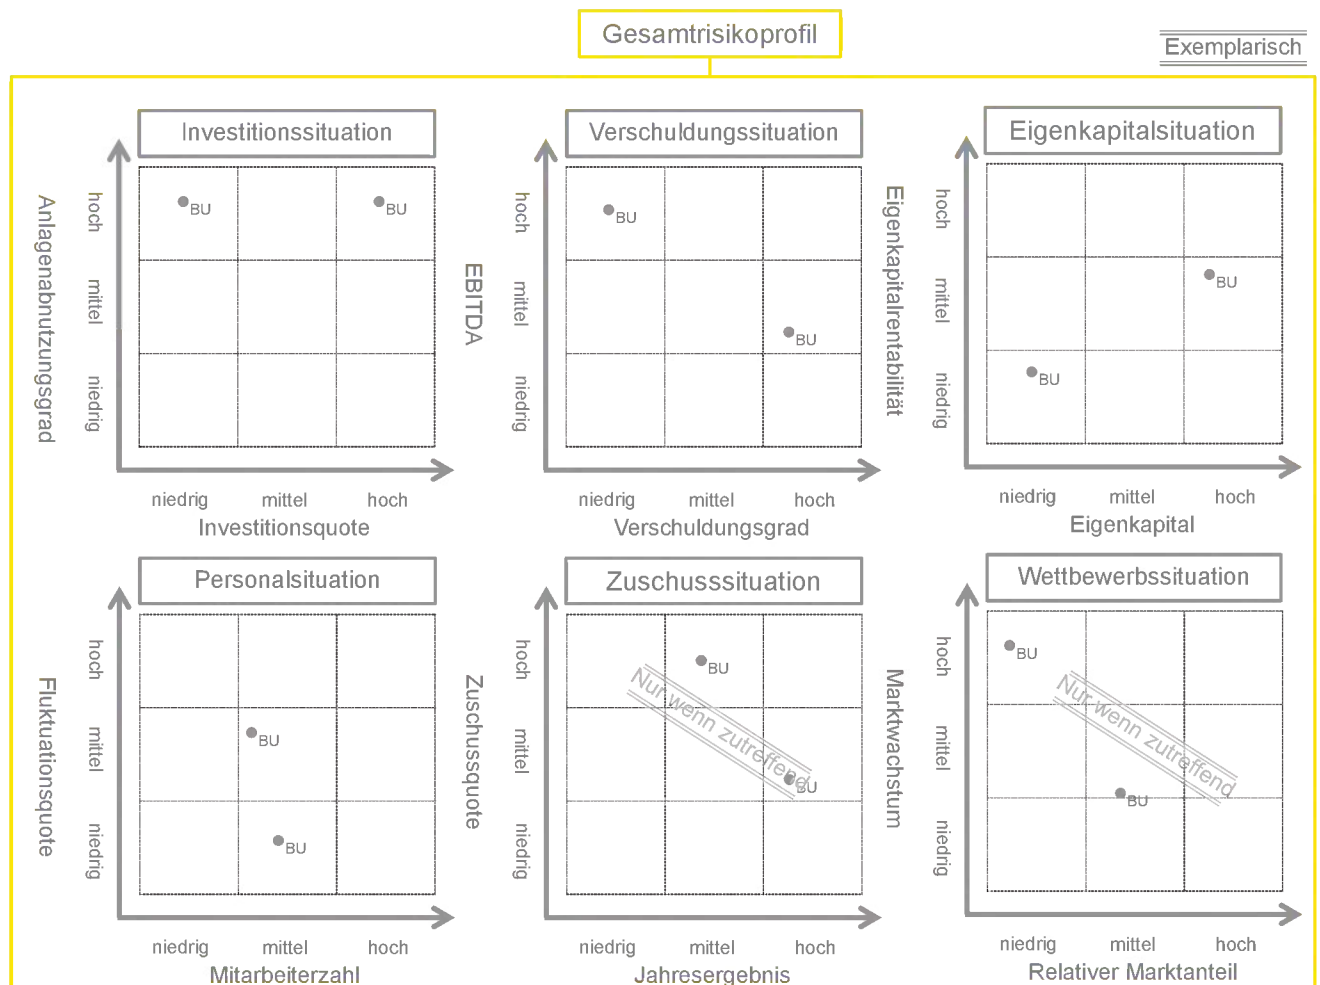 Gesamtrisikoprofil
Exemplarisch
Investitionssituation
Anlagenabnutzungsgrad
hoch
mittel
niedrig
BU
BU
niedrig mittel hoch
Investitionsquote
Verschuldungssituation
EBITDA
hoch
mittel
niedrig
BU
BU
niedrig mittel hoch
Verschuldungsgrad
Eigenkapitalsituation
Eigenkapitalrentabilität
hoch
mittel
niedrig
BU
BU
niedrig mittel hoch
Eigenkapital
Personalsituation
Fluktuationsquote
hoch
mittel
niedrig
BU
BU
niedrig mittel hoch
Mitarbeiterzahl
Zuschusssituation
Zuschussquote
hoch
mittel
niedrig
BU
Nur wenn zutreffend
BU
niedrig mittel hoch
Jahresergebnis
Wettbewerbssituation
Marktwachstum
hoch
mittel
niedrig
BU
Nur wenn zutreffend
BU
niedrig mittel hoch
Relativer Marktanteil